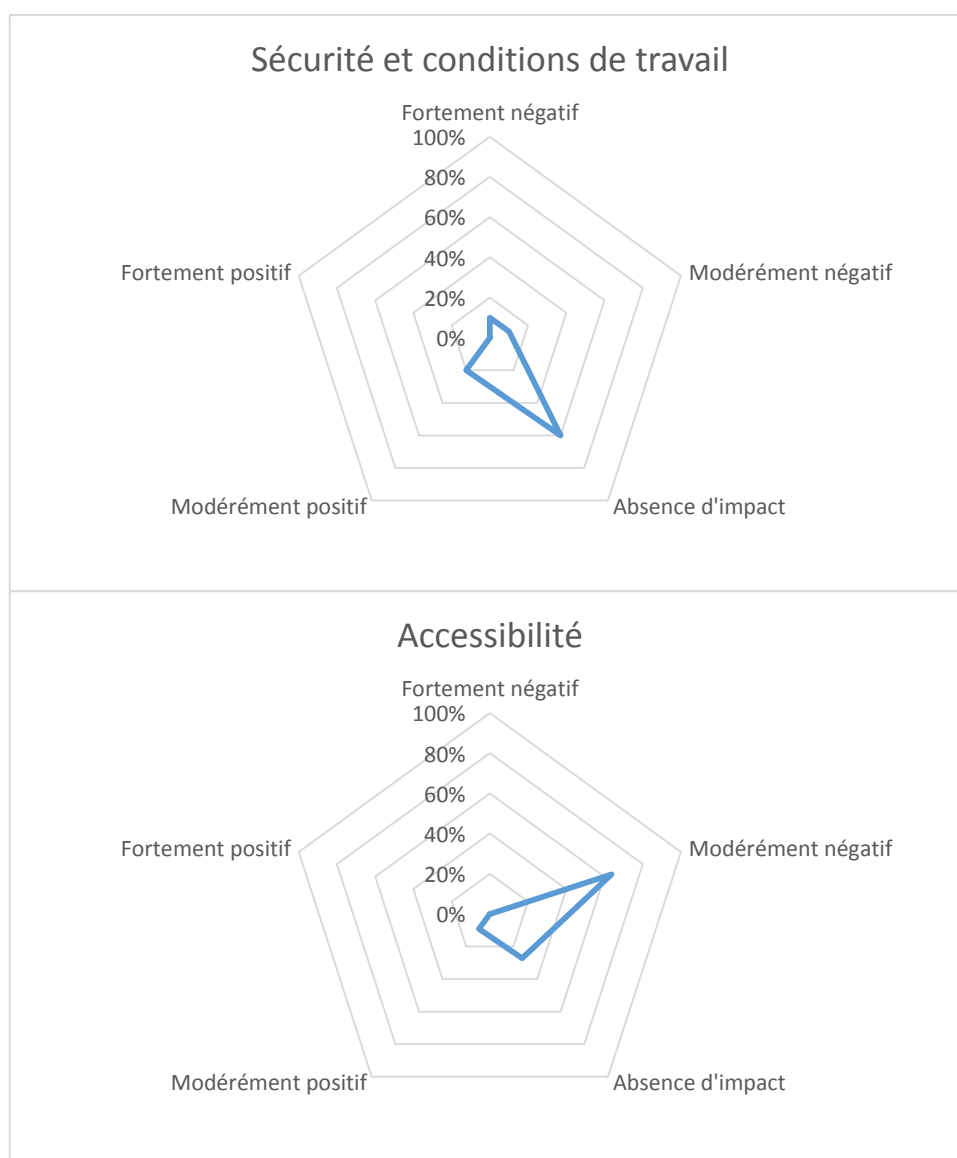 Sécurité et conditions de travail
Fortement négatif
100%
80%
60%
Fortement positif
Modérément négatif
40%
20%
0%
Modérément positif
Absence d'impact
Accessibilité
Fortement négatif
100%
80%
60%
Fortement positif
Modérément négatif
40%
20%
0%
Modérément positif
Absence d'impact